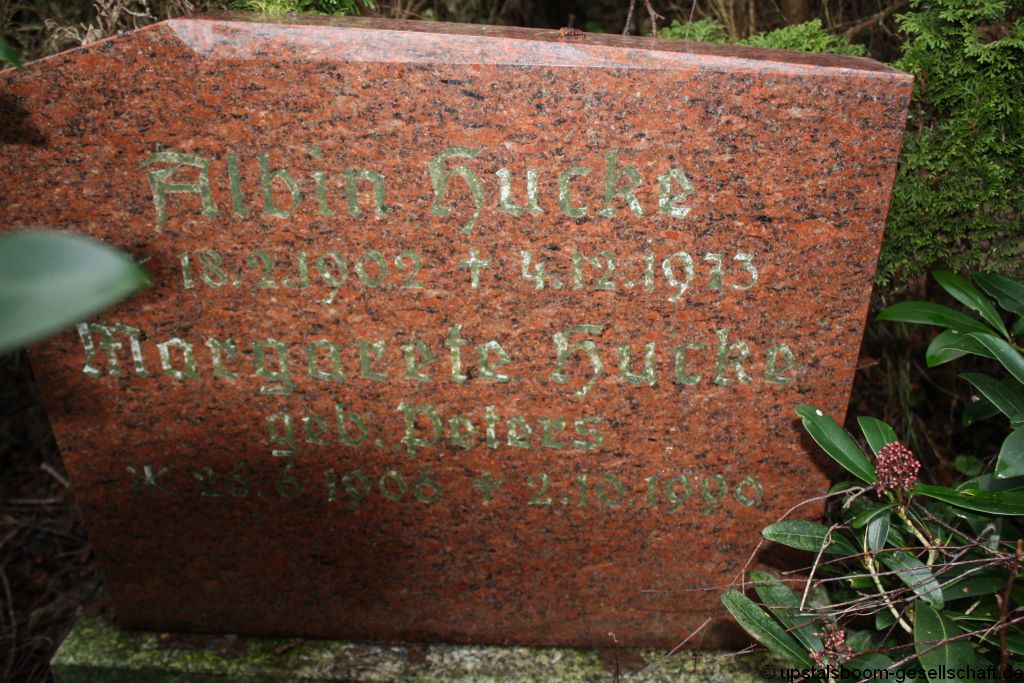 Albin Hucke
18.2.1902 + 4.12.1973
Margarete Hucke
geb. Peters
* 26.6 1906 + 2.10.1990
© upstalsboom-gesellschaft.de